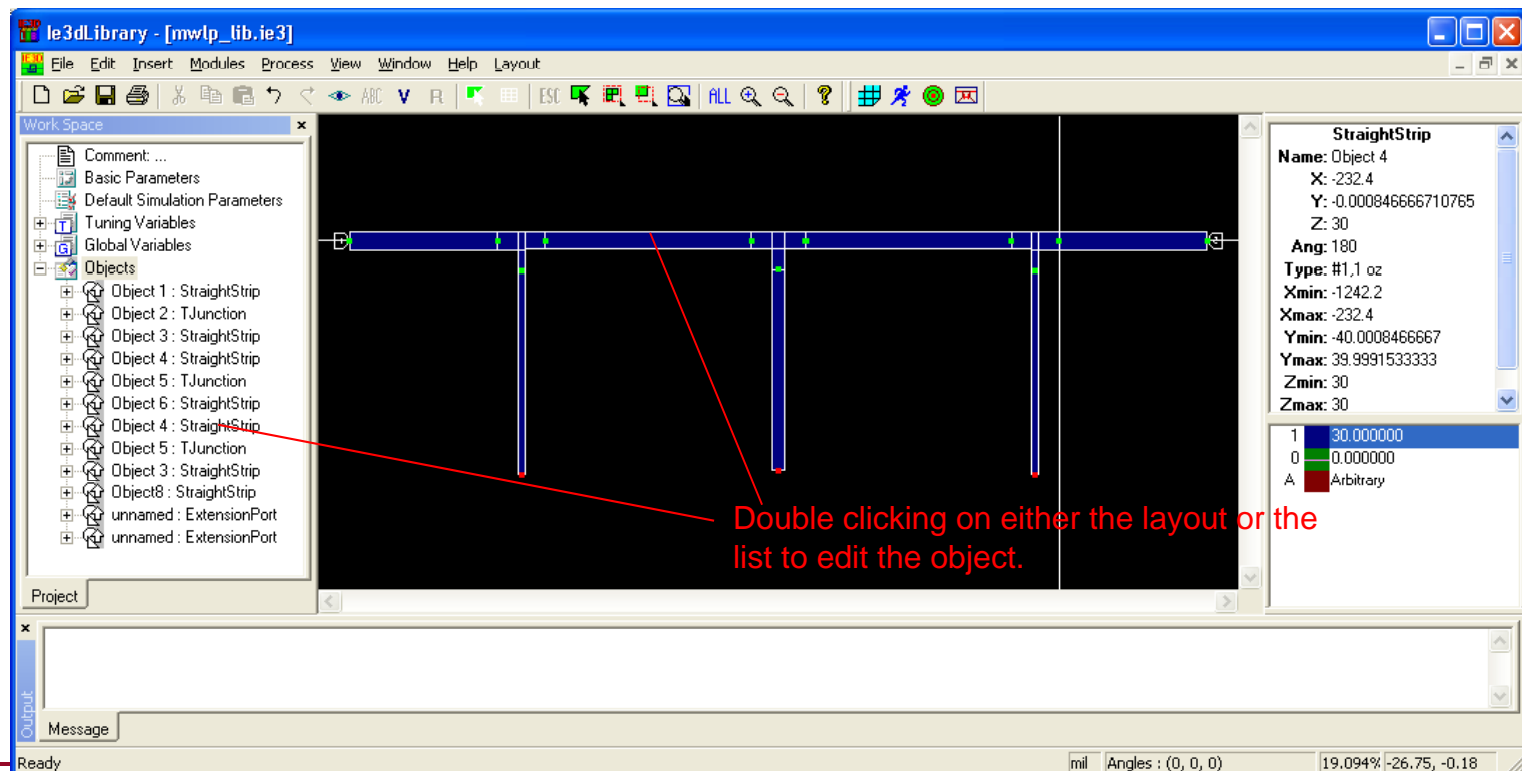 Ie3dLibrary - [mwlp_lib.ie3]
File Edit Insert Modules Process View Window Help Layout
ABC V R ESC ALL
Work Space
Comment: ...
Basic Parameters
Default Simulation Parameters
Tuning Variables
Global Variables
Objects
Object 1 : StraightStrip
Object 2 : TJunction
Object 3 : StraightStrip
Object 4 : StraightStrip
Object 5 : TJunction
Object 6 : StraightStrip
Object 4 : StraightStrip
Object 5 : TJunction
Object 3 : StraightStrip
Object8 : StraightStrip
unnamed : ExtensionPort
unnamed : ExtensionPort
Project
Double clicking on either the layout or the
list to edit the object.
StraightStrip
Name: Object 4
X: -232.4
Y: -0.000846666710765
Z: 30
Ang: 180
Type: #1,1 oz
Xmin: -1242.2
Xmax: -232.4
Ymin: -40.0008466667
Ymax: 39.9991533333
Zmin: 30
Zmax: 30
1 30.000000
0 0.000000
A Arbitrary
Output
Message
Ready
mil Angles : (0, 0, 0) 19.094% -26.75, -0.18